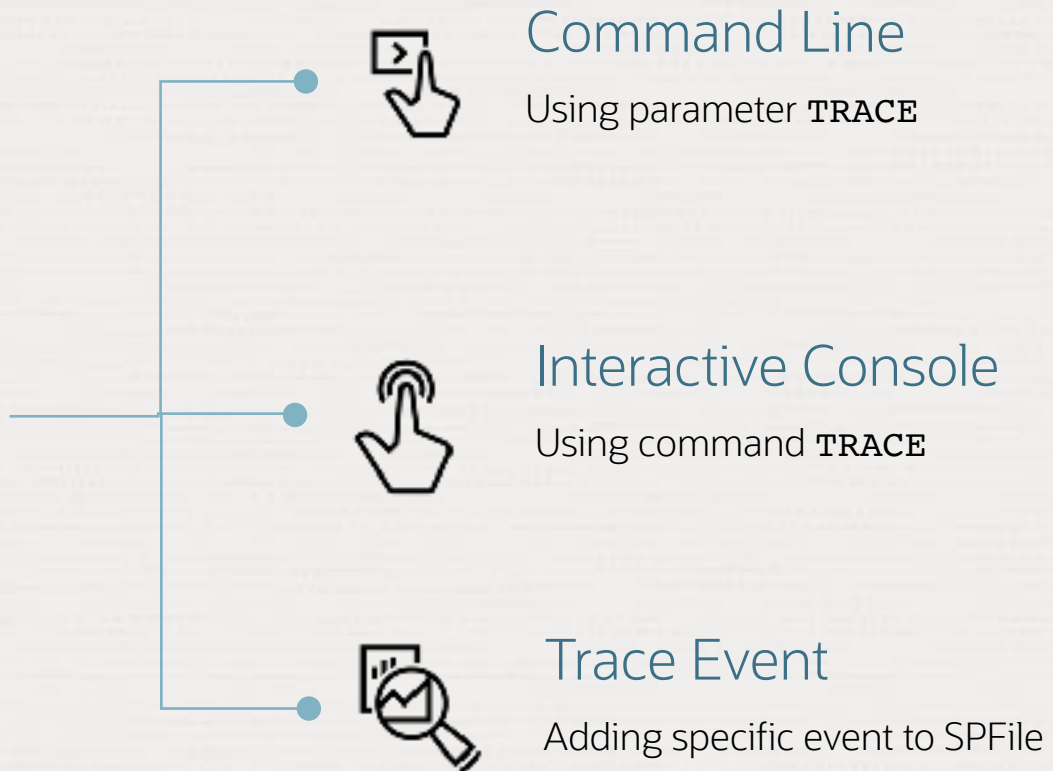 Command Line
Using parameter TRACE
Interactive Console
Using command TRACE
Trace Event
Adding specific event to SPFile